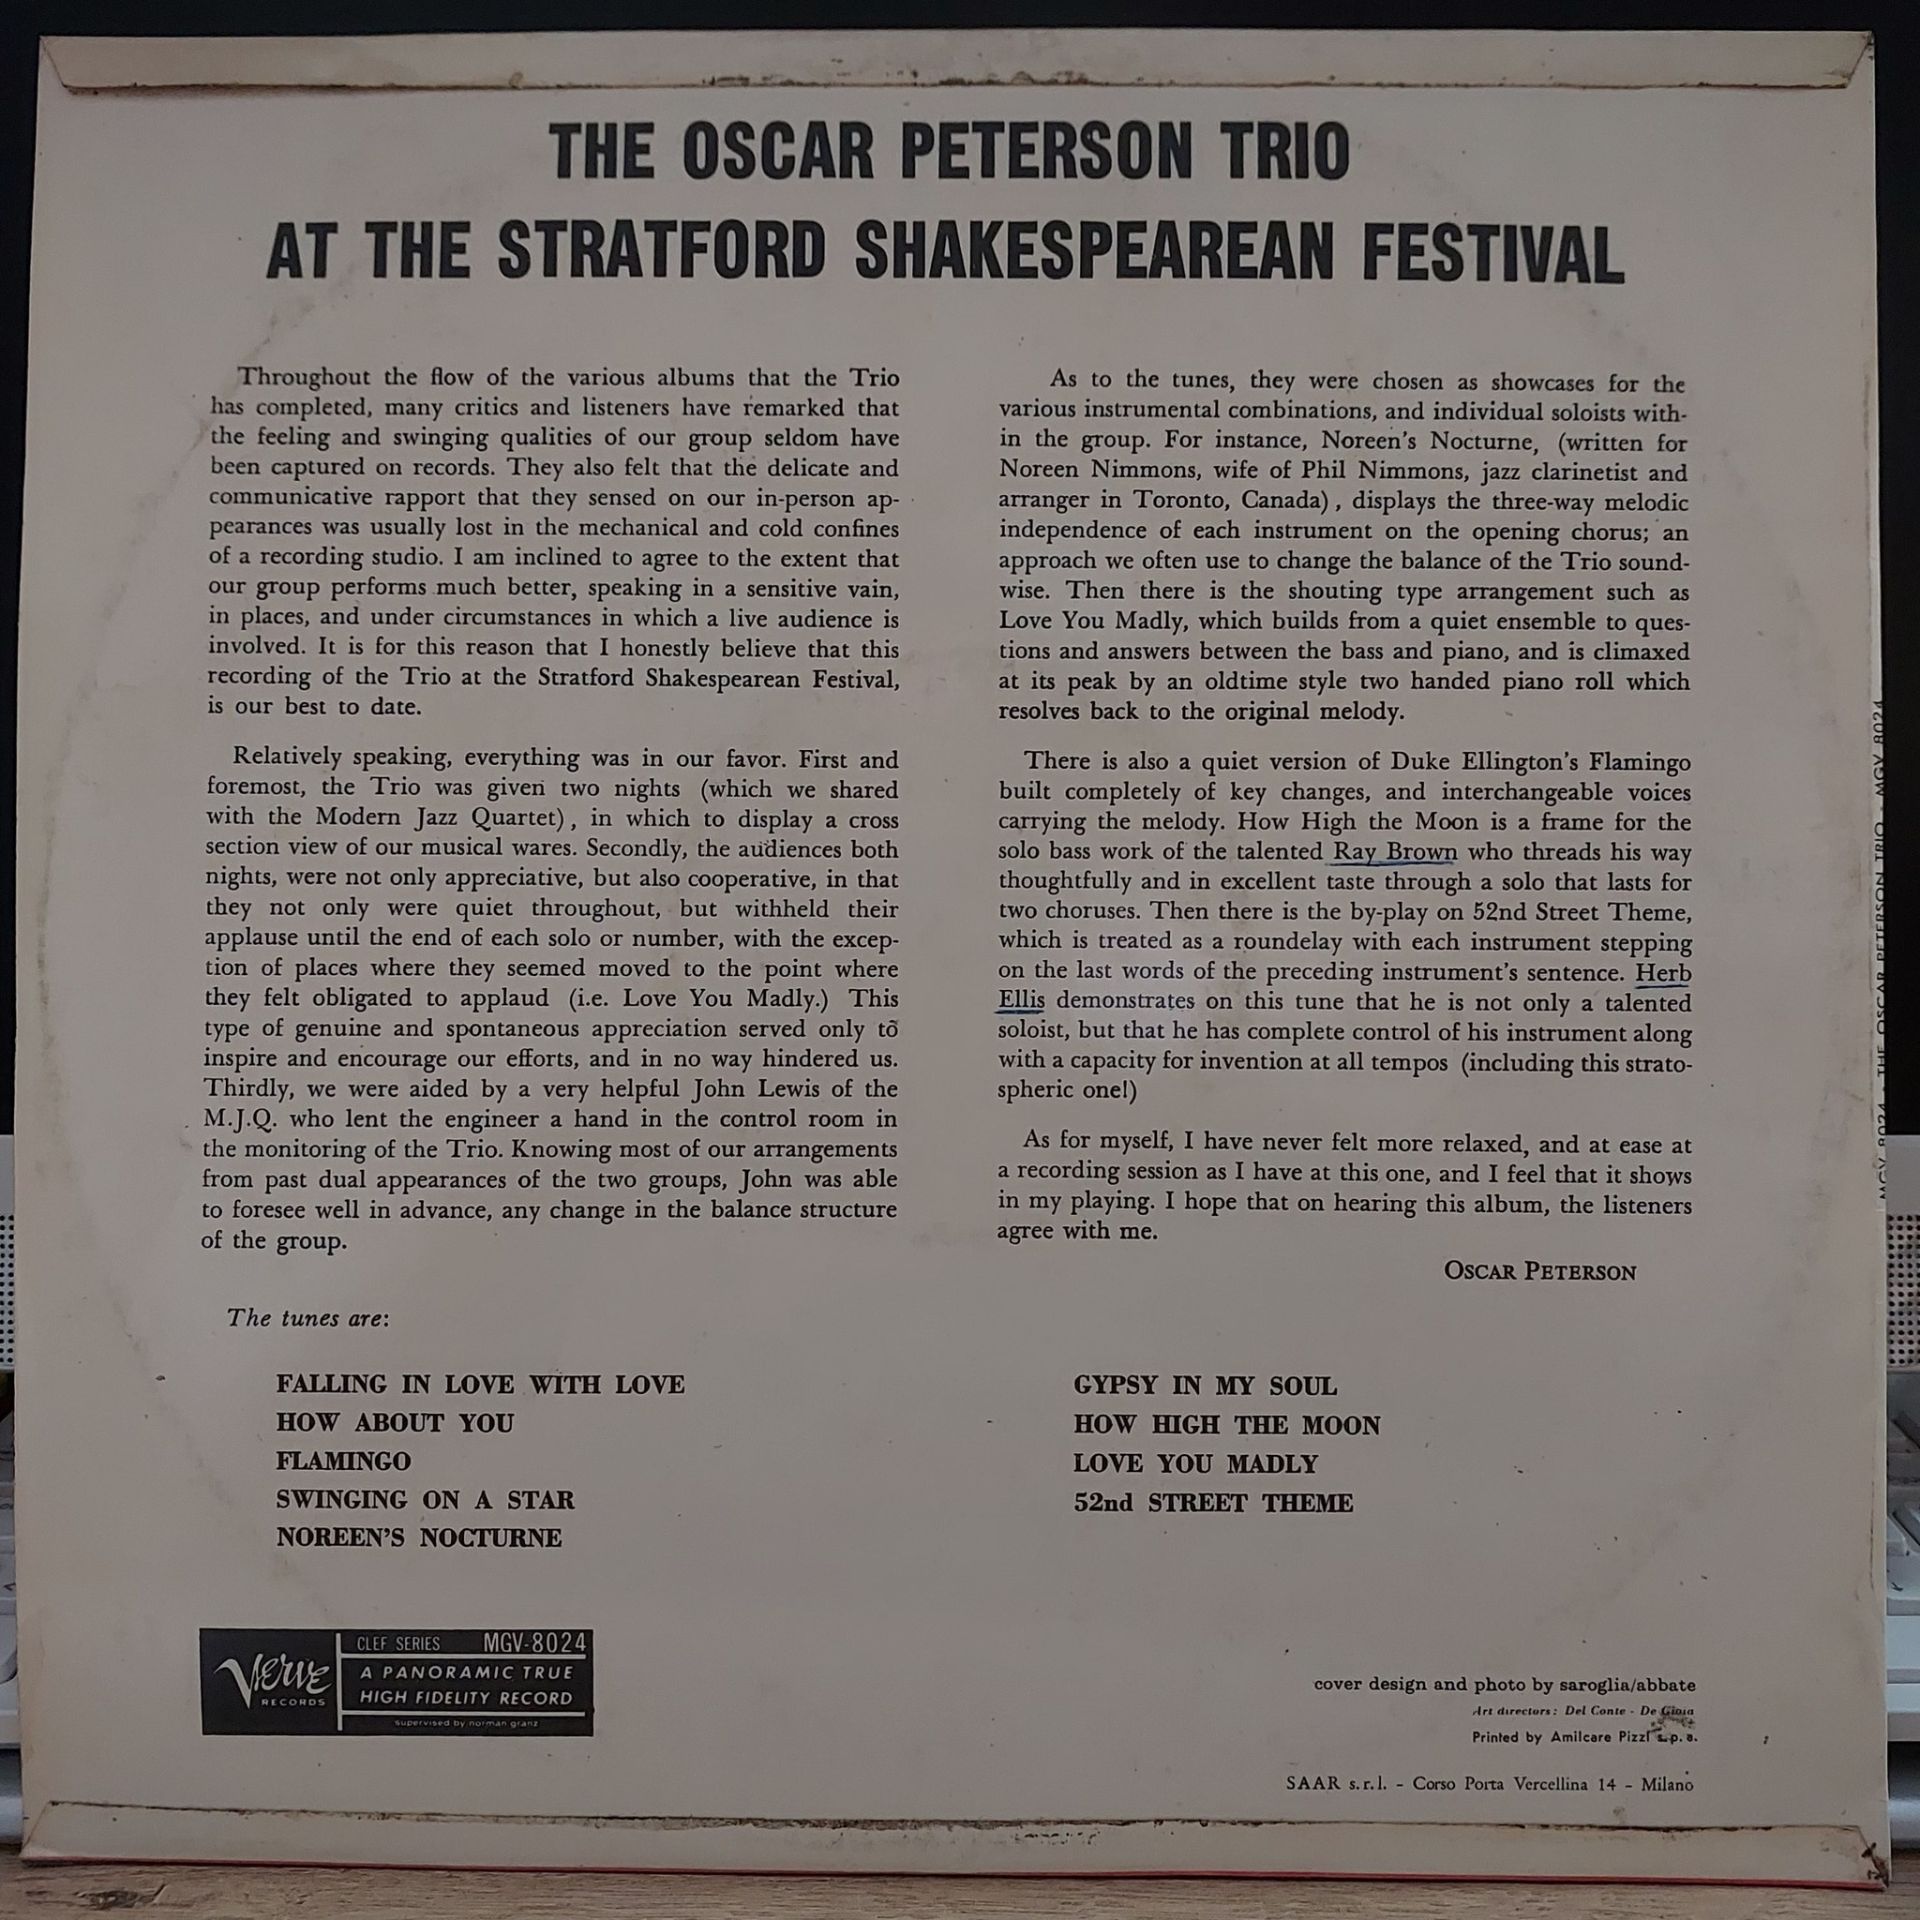 THE OSCAR PETERSON TRIO
AT THE STRATFORD SHAKESPEAREAN FESTIVAL
Throughout the flow of the various albums that the Trio
has completed, many critics and listeners have remarked that
the feeling and swinging qualities of our group seldom have
been captured on records. They also felt that the delicate and
communicative rapport that they sensed on our in-person ap-
pearances was usually lost in the mechanical and cold confines
of a recording studio. I am inclined to agree to the extent that
our group performs much better, speaking in a sensitive vain,
in places, and under circumstances in which a live audience is
involved. It is for this reason that I honestly believe that this
recording of the Trio at the Stratford Shakespearean Festival,
is our best to date.
Relatively speaking, everything was in our favor. First and
foremost, the Trio was given two nights (which we shared
with the Modern Jazz Quartet), in which to display a cross
section view of our musical wares. Secondly, the audiences both
nights, were not only appreciative, but also cooperative, in that
they not only were quiet throughout, but withheld their
applause until the end of each solo or number, with the excep-
tion of places where they seemed moved to the point where
they felt obligated to applaud (i.e. Love You Madly.) This
type of genuine and spontaneous appreciation served only to
inspire and encourage our efforts, and in no way hindered us.
Thirdly, we were aided by a very helpful John Lewis of the
M.J.Q. who lent the engineer a hand in the control room in
the monitoring of the Trio. Knowing most of our arrangements
from past dual appearances of the two groups, John was able
to foresee well in advance, any change in the balance structure
of the group.
As to the tunes, they were chosen as showcases for the
various instrumental combinations, and individual soloists with-
in the group. For instance, Noreen's Nocturne, (written for
Noreen Nimmons, wife of Phil Nimmons, jazz clarinetist and
arranger in Toronto, Canada), displays the three-way melodic
independence of each instrument on the opening chorus; an
approach we often use to change the balance of the Trio sound-
wise. Then there is the shouting type arrangement such as
Love You Madly, which builds from a quiet ensemble to ques-
tions and answers between the bass and piano, and is climaxed
at its peak by an oldtime style two handed piano roll which
resolves back to the original melody.
There is also a quiet version of Duke Ellington's Flamingo
built completely of key changes, and interchangeable voices
carrying the melody. How High the Moon is a frame for the
solo bass work of the talented Ray Brown who threads his way
thoughtfully and in excellent taste through a solo that lasts for
two choruses. Then there is the by-play on 52nd Street Theme,
which is treated as a roundelay with each instrument stepping
on the last words of the preceding instrument's sentence. Herb
Ellis demonstrates on this tune that he is not only a talented
soloist, but that he has complete control of his instrument along
with a capacity for invention at all tempos (including this strato-
spheric one!)
As for myself, I have never felt more relaxed, and at ease at
a recording session as I have at this one, and I feel that it shows
in my playing. I hope that on hearing this album, the listeners
agree with me.
OSCAR PETERSON
The tunes are:
FALLING IN LOVE WITH LOVE
HOW ABOUT YOU
FLAMINGO
SWINGING ON A STAR
NOREEN'S NOCTURNE
GYPSY IN MY SOUL
HOW HIGH THE MOON
LOVE YOU MADLY
52nd STREET THEME
Verve
RECORDS
CLEF SERIES MGV-8024
A PANORAMIC TRUE
HIGH FIDELITY RECORD
supervised by norman granz
cover design and photo by saroglia/abbate
Art directors: Del Conte - De Gioia
Printed by Amilcare Pizzi s.p.a.
SAAR s.r.l. - Corso Porta Vercellina 14 - Milano
MGV 8024 - THE OSCAR PETERSON TRIO - MGV 8024